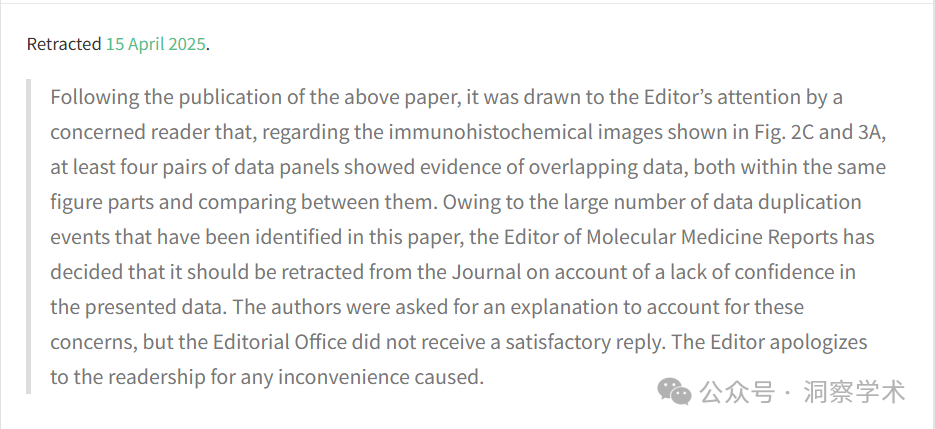 Retracted 15 April 2025.
Following the publication of the above paper, it was drawn to the Editor’s attention by a
concerned reader that, regarding the immunohistochemical images shown in Fig. 2C and 3A,
at least four pairs of data panels showed evidence of overlapping data, both within the same
figure parts and comparing between them. Owing to the large number of data duplication
events that have been identified in this paper, the Editor of Molecular Medicine Reports has
decided that it should be retracted from the Journal on account of a lack of confidence in
the presented data. The authors were asked for an explanation to account for these
concerns, but the Editorial Office did not receive a satisfactory reply. The Editor apologizes
to the readership for any inconvenience caused.
公众号 · 洞察学术